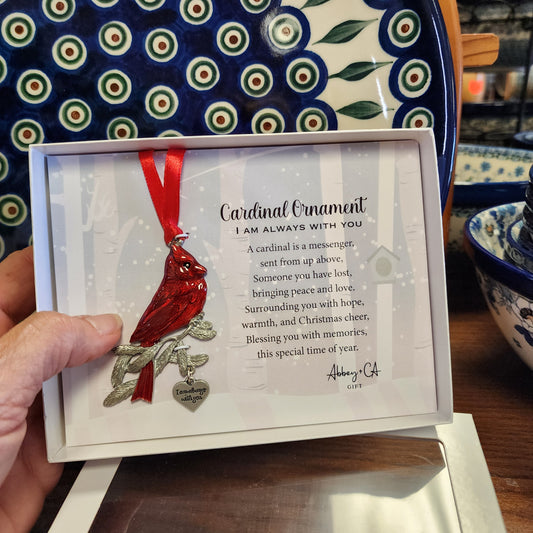 Cardinal Ornament
I AM ALWAYS WITH YOU
A cardinal is a messenger,
sent from up above.
Someone you have lost,
bringing peace and love.
Surrounding you with hope,
warmth, and Christmas cheer,
Blessing you with memories,
this special time of year.
Abbey + CA
GIFT
I am always
with you